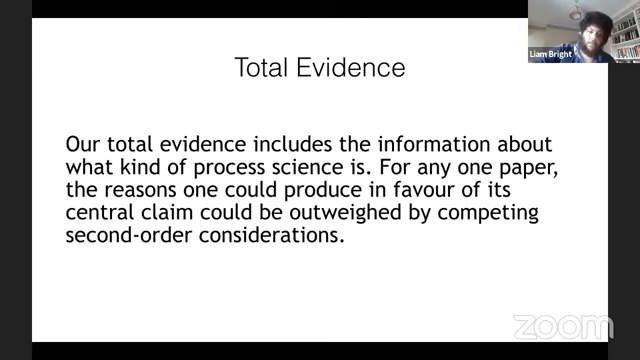 Liam Bright
Total Evidence
Our total evidence includes the information about
what kind of process science is. For any one paper,
the reasons one could produce in favour of its
central claim could be outweighed by competing
second-order considerations.
zoom